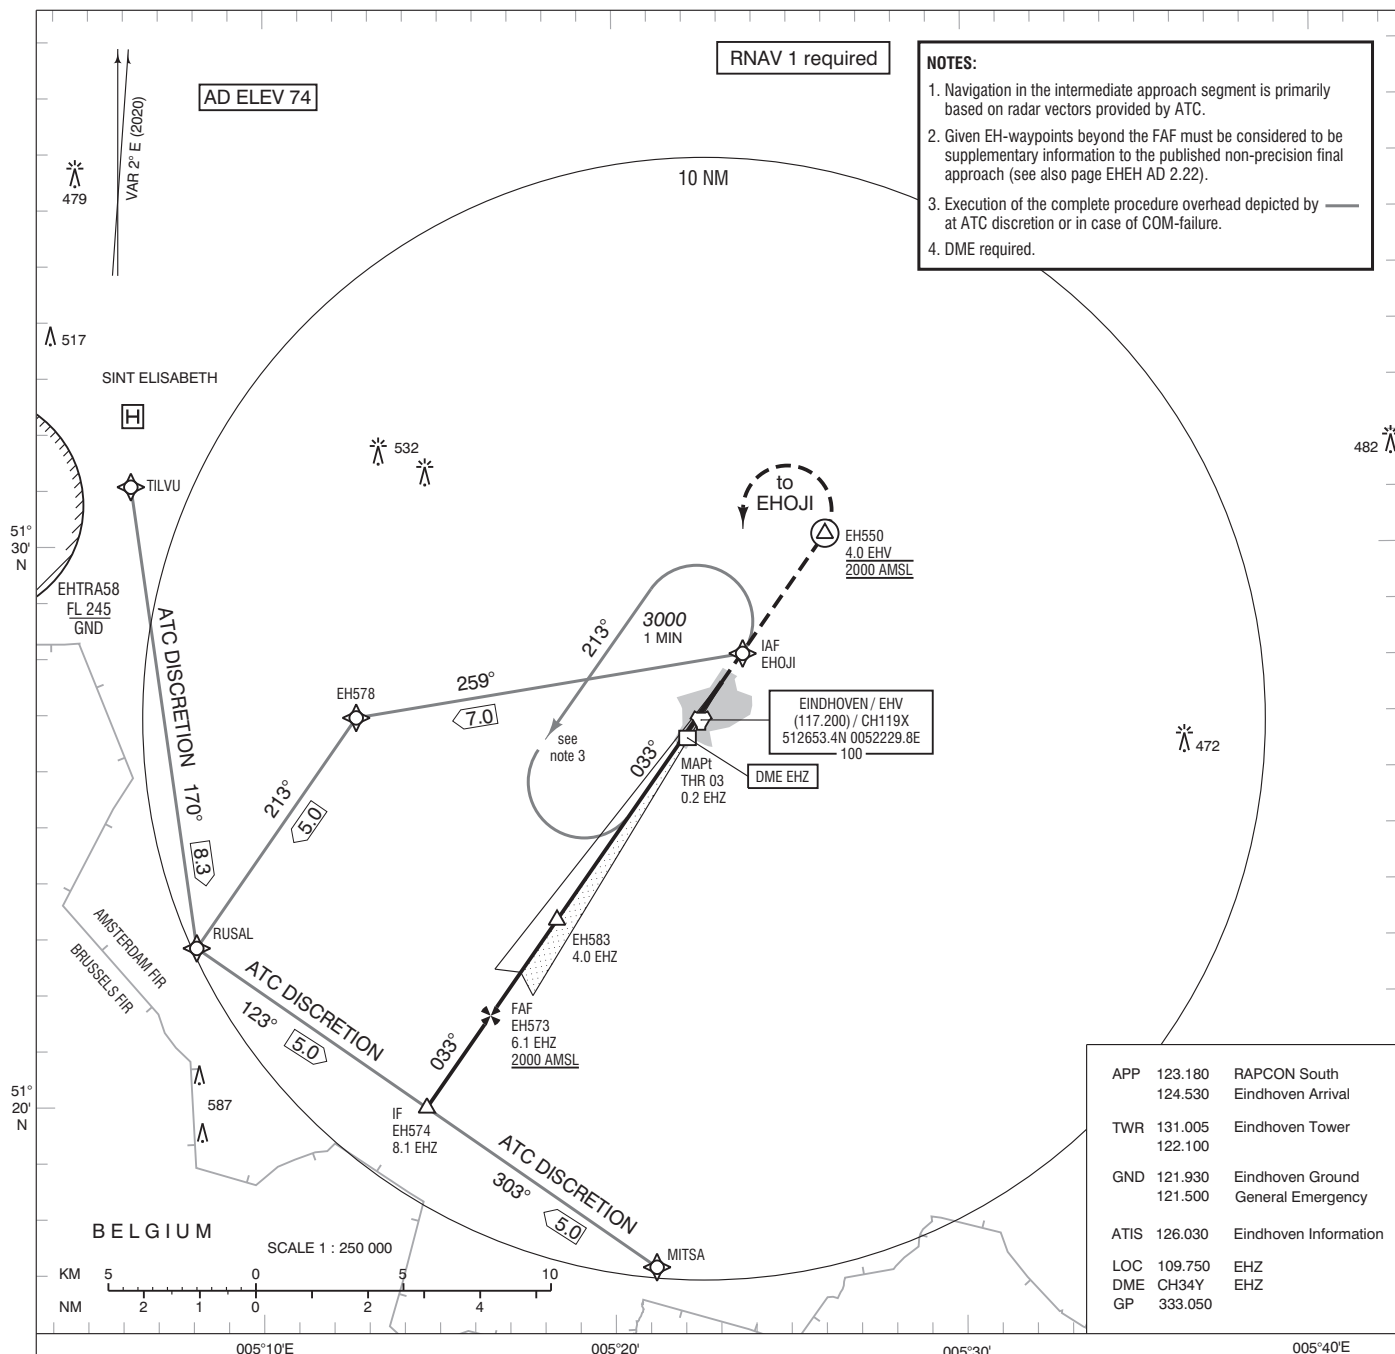 RNAV 1 required
AD ELEV 74
VAR 2° E (2020)
NOTES:
1. Navigation in the intermediate approach segment is primarily
based on radar vectors provided by ATC.
2. Given EH-waypoints beyond the FAF must be considered to be
supplementary information to the published non-precision final
approach (see also page EHEH AD 2.22).
3. Execution of the complete procedure overhead depicted by
at ATC discretion or in case of COM-failure.
4. DME required.
10 NM
479
517
SINT ELISABETH
H
TILVU
532
482
to
EHOJI
EH550
4.0 EHV
2000 AMSL
51°
30'
N
EHTRA58
FL 245
GND
ATC DISCRETION 170°
8.3
213°
3000
1 MIN
IAF
EHOJI
259°
7.0
EH578
see
note 3
033°
EINDHOVEN / EHV
(117.200) / CH119X
512653.4N 0052229.8E
100
472
MAPt
THR 03
0.2 EHZ
DME EHZ
213°
5.0
RUSAL
AMSTERDAM FIR
BRUSSELS FIR
EH583
4.0 EHZ
ATC DISCRETION
123°
5.0
FAF
EH573
6.1 EHZ
2000 AMSL
033°
587
51°
20'
N
IF
EH574
8.1 EHZ
ATC DISCRETION
303°
5.0
MITSA
BELGIUM
SCALE 1 : 250 000
KM 5 0 5 10
NM 2 1 0 2 4
APP 123.180 RAPCON South
124.530 Eindhoven Arrival
TWR 131.005 Eindhoven Tower
122.100
GND 121.930 Eindhoven Ground
121.500 General Emergency
ATIS 126.030 Eindhoven Information
LOC 109.750 EHZ
DME CH34Y EHZ
GP 333.050
005°10'E 005°20' 005°30' 005°40'E